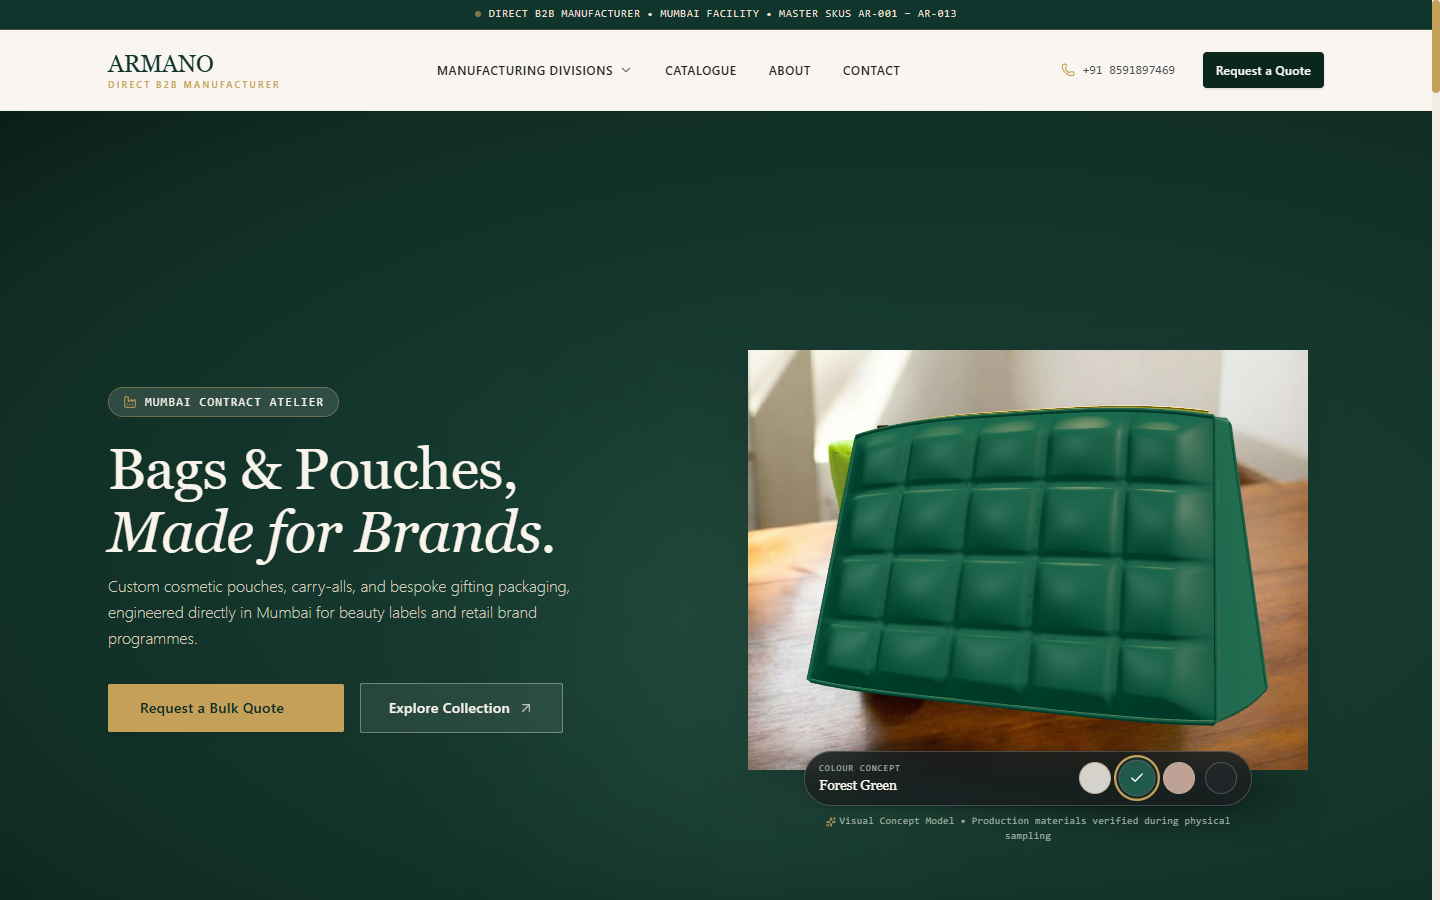 DIRECT B2B MANUFACTURER • MUMBAI FACILITY • MASTER SKUS AR-001 – AR-013
ARMANO
DIRECT B2B MANUFACTURER
MANUFACTURING DIVISIONS
CATALOGUE
ABOUT
CONTACT
+91 8591897469
Request a Quote
MUMBAI CONTRACT ATELIER
Bags & Pouches,
Made for Brands.
Custom cosmetic pouches, carry-alls, and bespoke gifting packaging,
engineered directly in Mumbai for beauty labels and retail brand
programmes.
Request a Bulk Quote
Explore Collection
COLOUR CONCEPT
Forest Green
Visual Concept Model • Production materials verified during physical
sampling